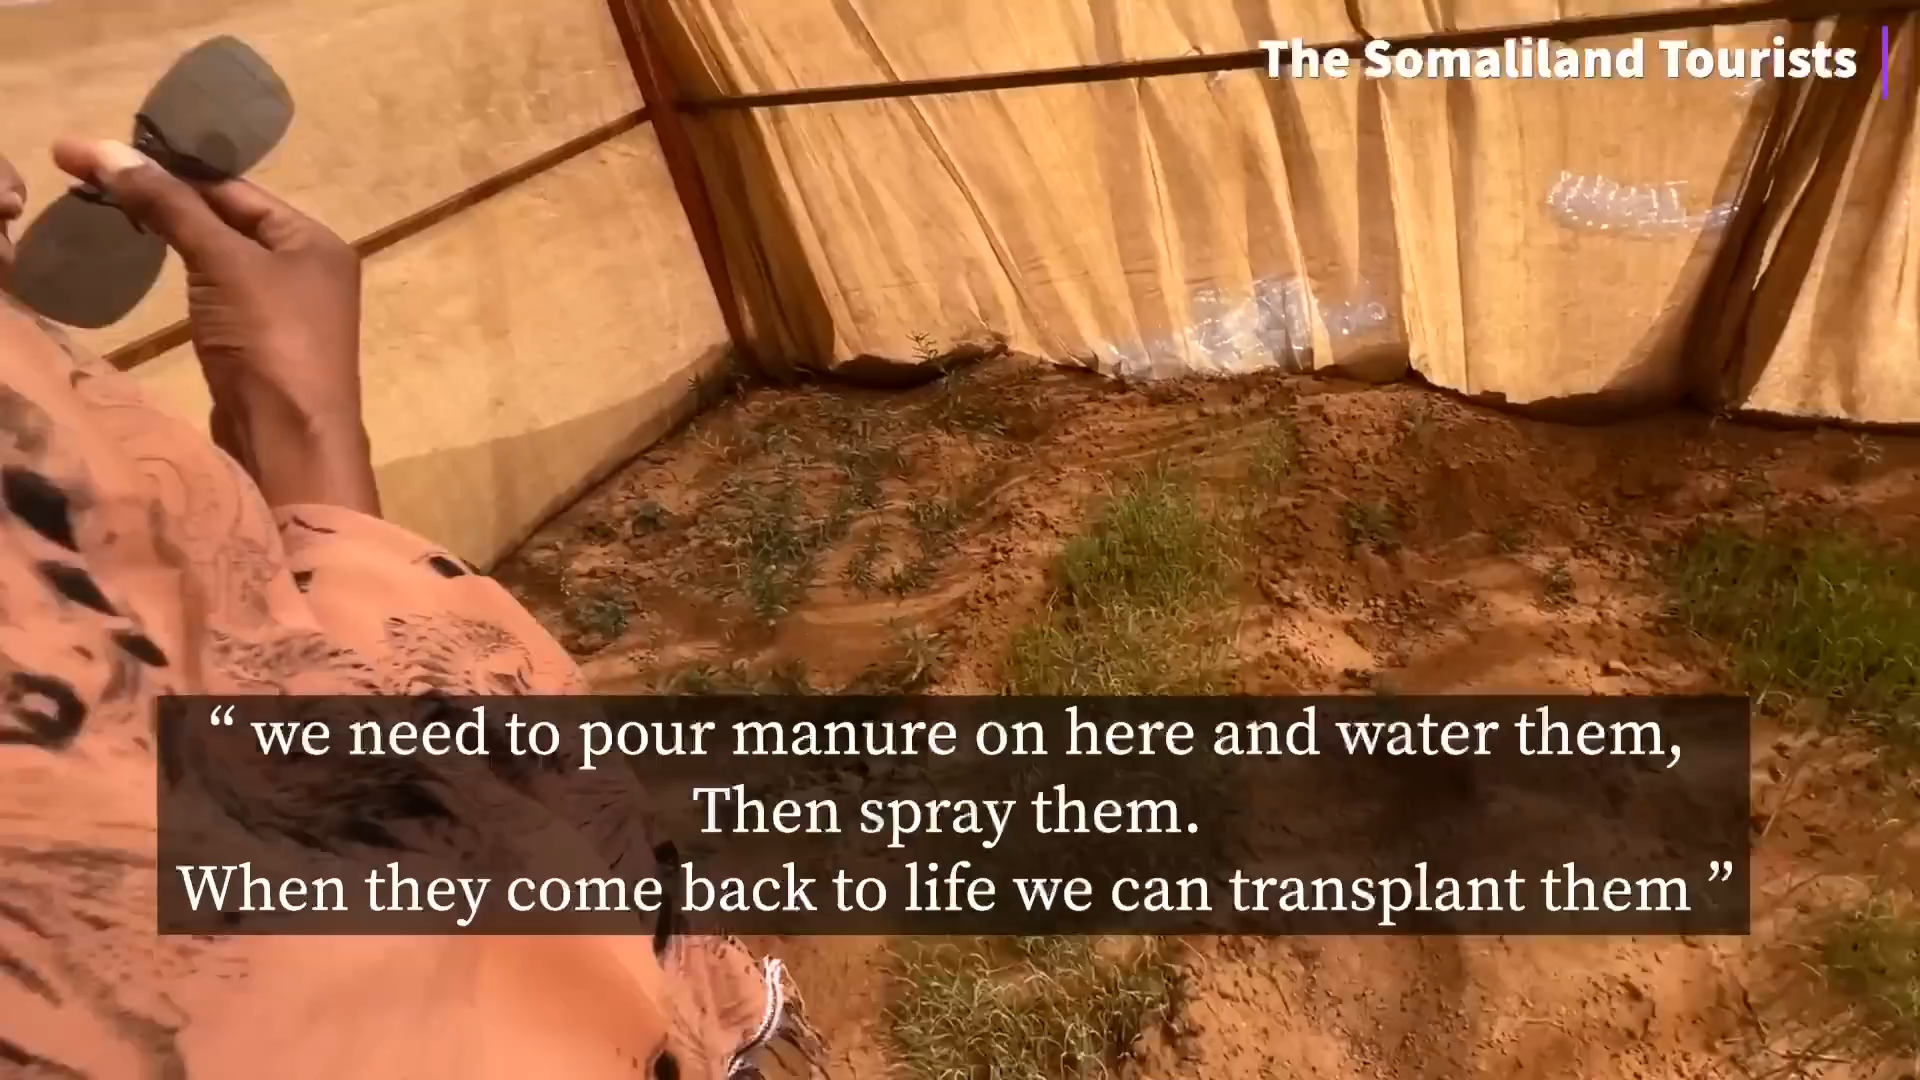 The Somaliland Tourists
“ we need to pour manure on here and water them,
Then spray them.
When they come back to life we can transplant them ”